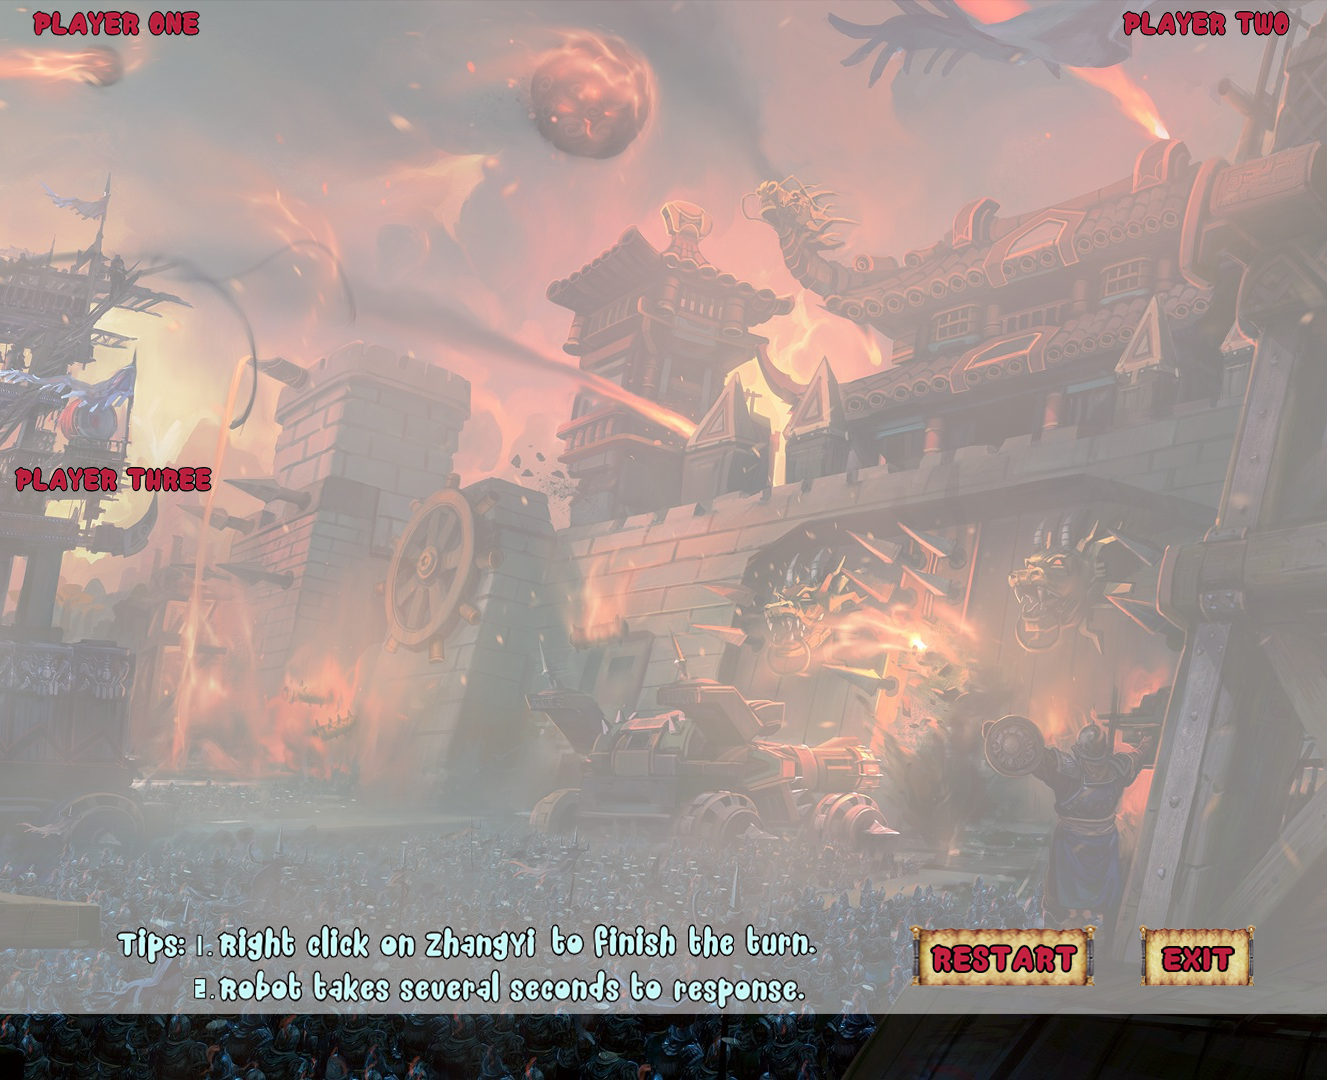 PLAYER ONE
PLAYER TWO
PLAYER THREE
Tips: 1. Right click on ZhangYi to finish the turn.
2. Robot takes several seconds to response.
RESTART
EXIT